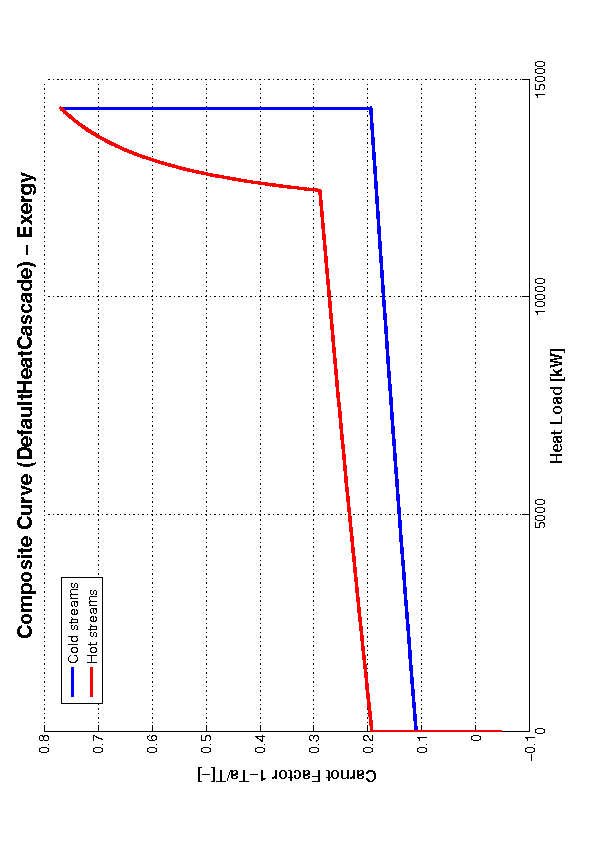 Composite Curve (DefaultHeatCascade) − Exergy
Cold streams
Hot streams
Carnot Factor 1−Ta/T[−]
0.8
0.7
0.6
0.5
0.4
0.3
0.2
0.1
0
−0.1
0
5000
10000
15000
Heat Load [kW]